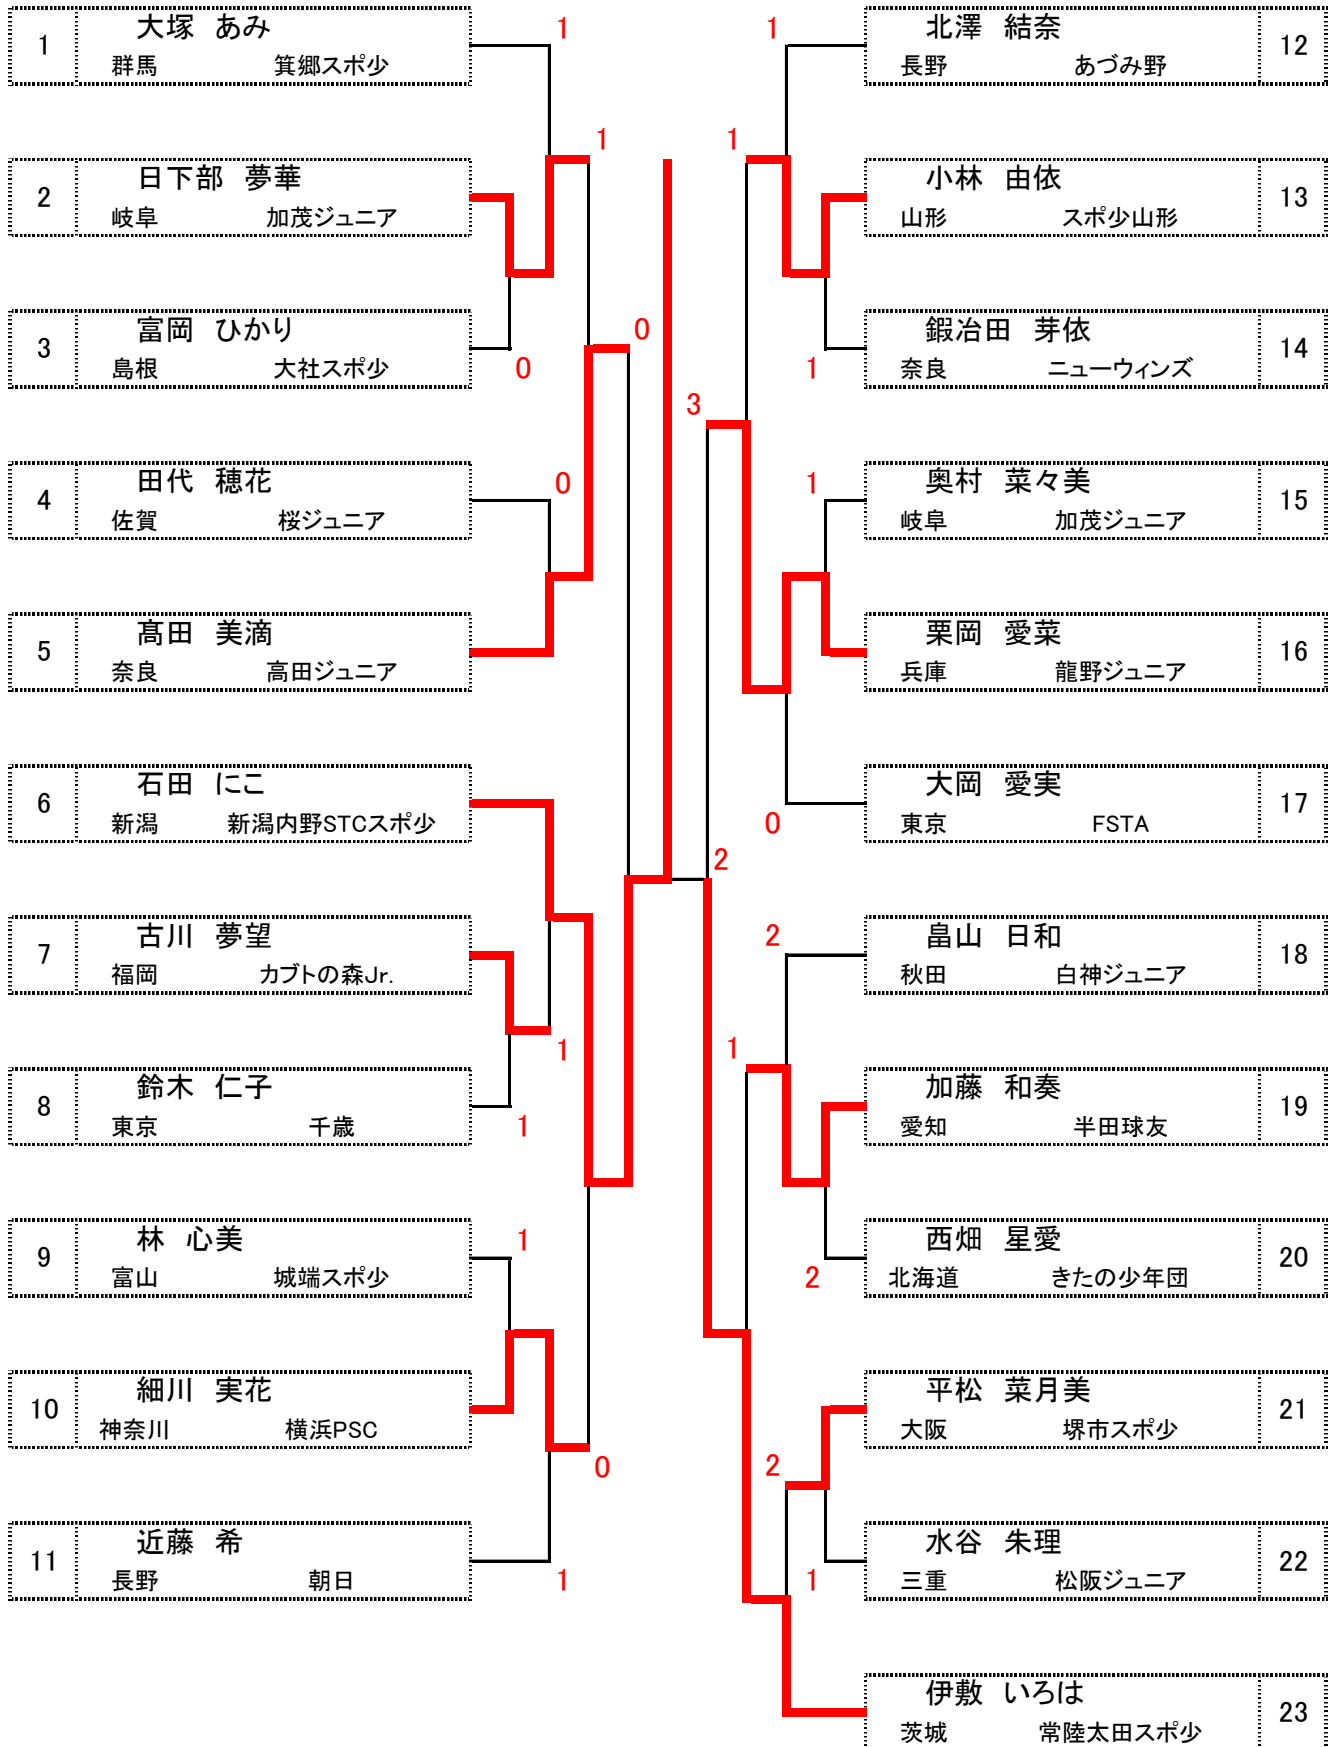 1
大塚 あみ
群馬 箕郷スポ少
1
2
日下部 夢華
岐阜 加茂ジュニア
1
3
富岡 ひかり
島根 大社スポ少
0
0
4
田代 穂花
佐賀 桜ジュニア
0
5
髙田 美滴
奈良 高田ジュニア
6
石田 にこ
新潟 新潟内野STCスポ少
7
古川 夢望
福岡 カブトの森Jr.
1
8
鈴木 仁子
東京 千歳
1
9
林 心美
富山 城端スポ少
1
10
細川 実花
神奈川 横浜PSC
0
11
近藤 希
長野 朝日
1
1
北澤 結奈
長野 あづみ野
12
1
小林 由依
山形 スポ少山形
13
鍜冶田 芽依
奈良 ニューウィンズ
14
1
3
1
奥村 菜々美
岐阜 加茂ジュニア
15
栗岡 愛菜
兵庫 龍野ジュニア
16
大岡 愛実
東京 FSTA
17
0
2
2
畠山 日和
秋田 白神ジュニア
18
1
加藤 和奏
愛知 半田球友
19
西畑 星愛
北海道 きたの少年団
20
2
平松 菜月美
大阪 堺市スポ少
21
2
水谷 朱理
三重 松阪ジュニア
22
1
伊敷 いろは
茨城 常陸太田スポ少
23